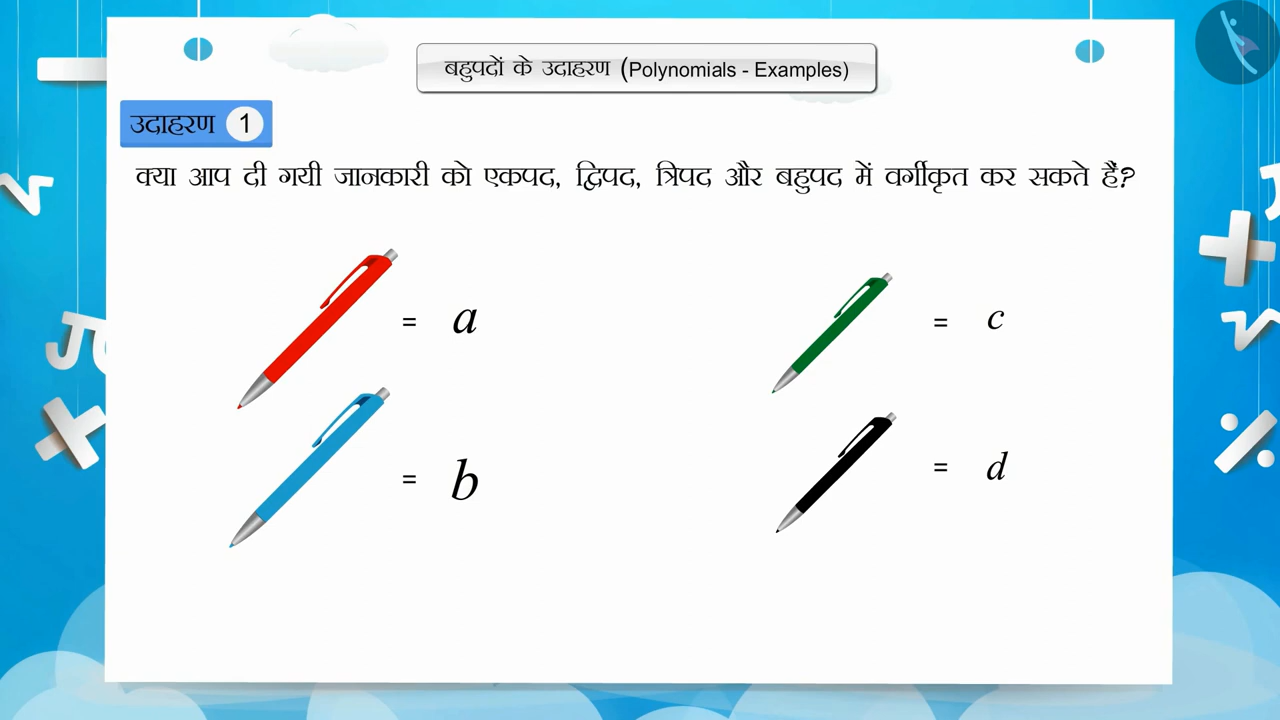 बहुपदों के उदाहरण (Polynomials - Examples)
उदाहरण 1
क्या आप दी गयी जानकारी को एकपद, द्विपद, त्रिपद और बहुपद में वर्गीकृत कर सकते हैं?
= a
= c
= b
= d